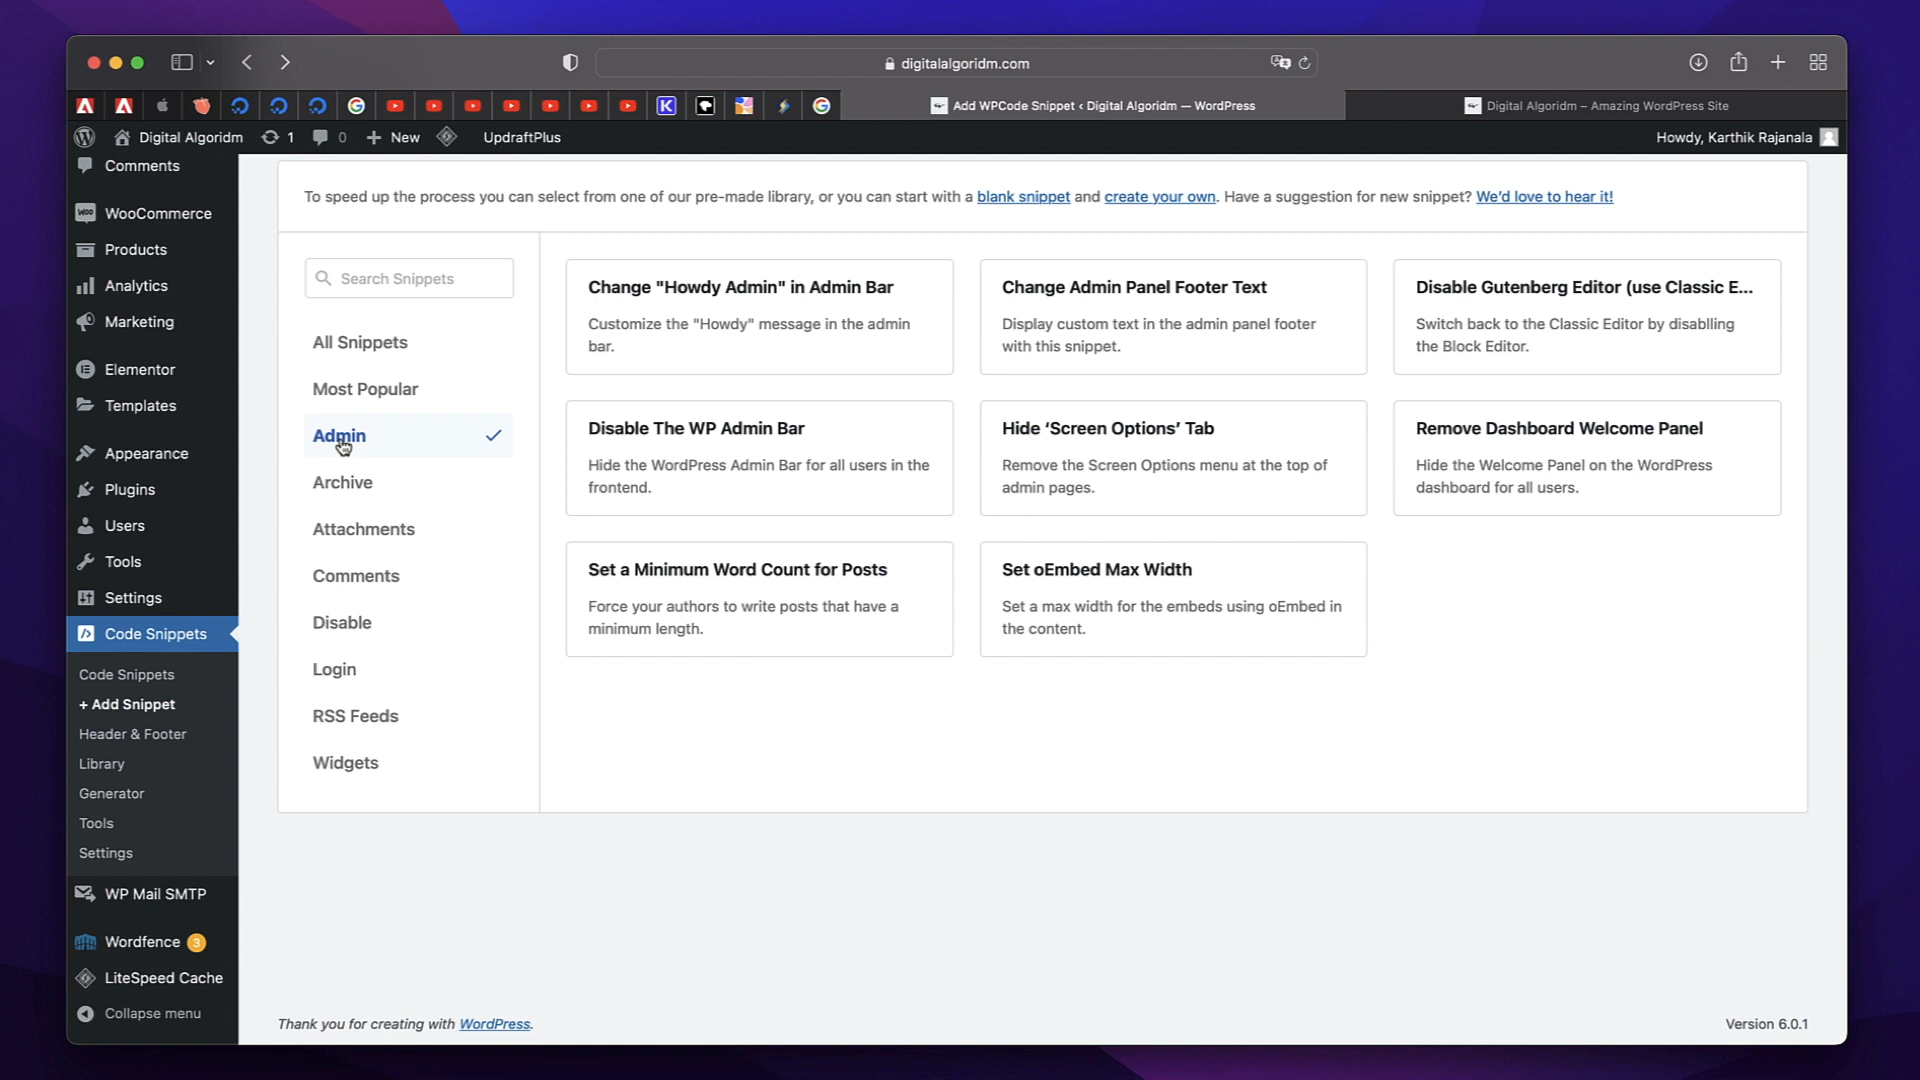 digitalalgoridm.com
Add WPCode Snippet ‹ Digital Algoridm — WordPress
Digital Algoridm – Amazing WordPress Site
Digital Algoridm
1
0
New
UpdraftPlus
Howdy, Karthik Rajanala
Comments
WooCommerce
Products
Analytics
Marketing
Elementor
Templates
Appearance
Plugins
Users
Tools
Settings
Code Snippets
Code Snippets
+ Add Snippet
Header & Footer
Library
Generator
Tools
Settings
WP Mail SMTP
Wordfence 3
LiteSpeed Cache
Collapse menu
To speed up the process you can select from one of our pre-made library, or you can start with a blank snippet and create your own. Have a suggestion for new snippet? We'd love to hear it!
Search Snippets
All Snippets
Most Popular
Admin
Archive
Attachments
Comments
Disable
Login
RSS Feeds
Widgets
Change "Howdy Admin" in Admin Bar
Customize the "Howdy" message in the admin
bar.
Change Admin Panel Footer Text
Display custom text in the admin panel footer
with this snippet.
Disable Gutenberg Editor (use Classic E...
Switch back to the Classic Editor by disablling
the Block Editor.
Disable The WP Admin Bar
Hide the WordPress Admin Bar for all users in the
frontend.
Hide ‘Screen Options’ Tab
Remove the Screen Options menu at the top of
admin pages.
Remove Dashboard Welcome Panel
Hide the Welcome Panel on the WordPress
dashboard for all users.
Set a Minimum Word Count for Posts
Force your authors to write posts that have a
minimum length.
Set oEmbed Max Width
Set a max width for the embeds using oEmbed in
the content.
Thank you for creating with WordPress.
Version 6.0.1